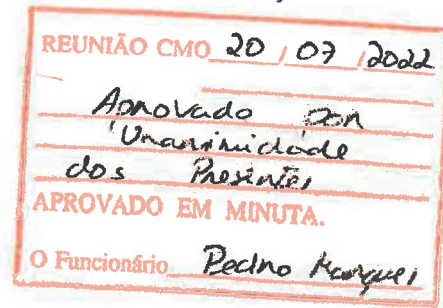 REUNIÃO CMO 20 / 07 / 2022
Aprovado por
Unanimidade
dos Presentes
APROVADO EM MINUTA.
O Funcionário Pedro Marques